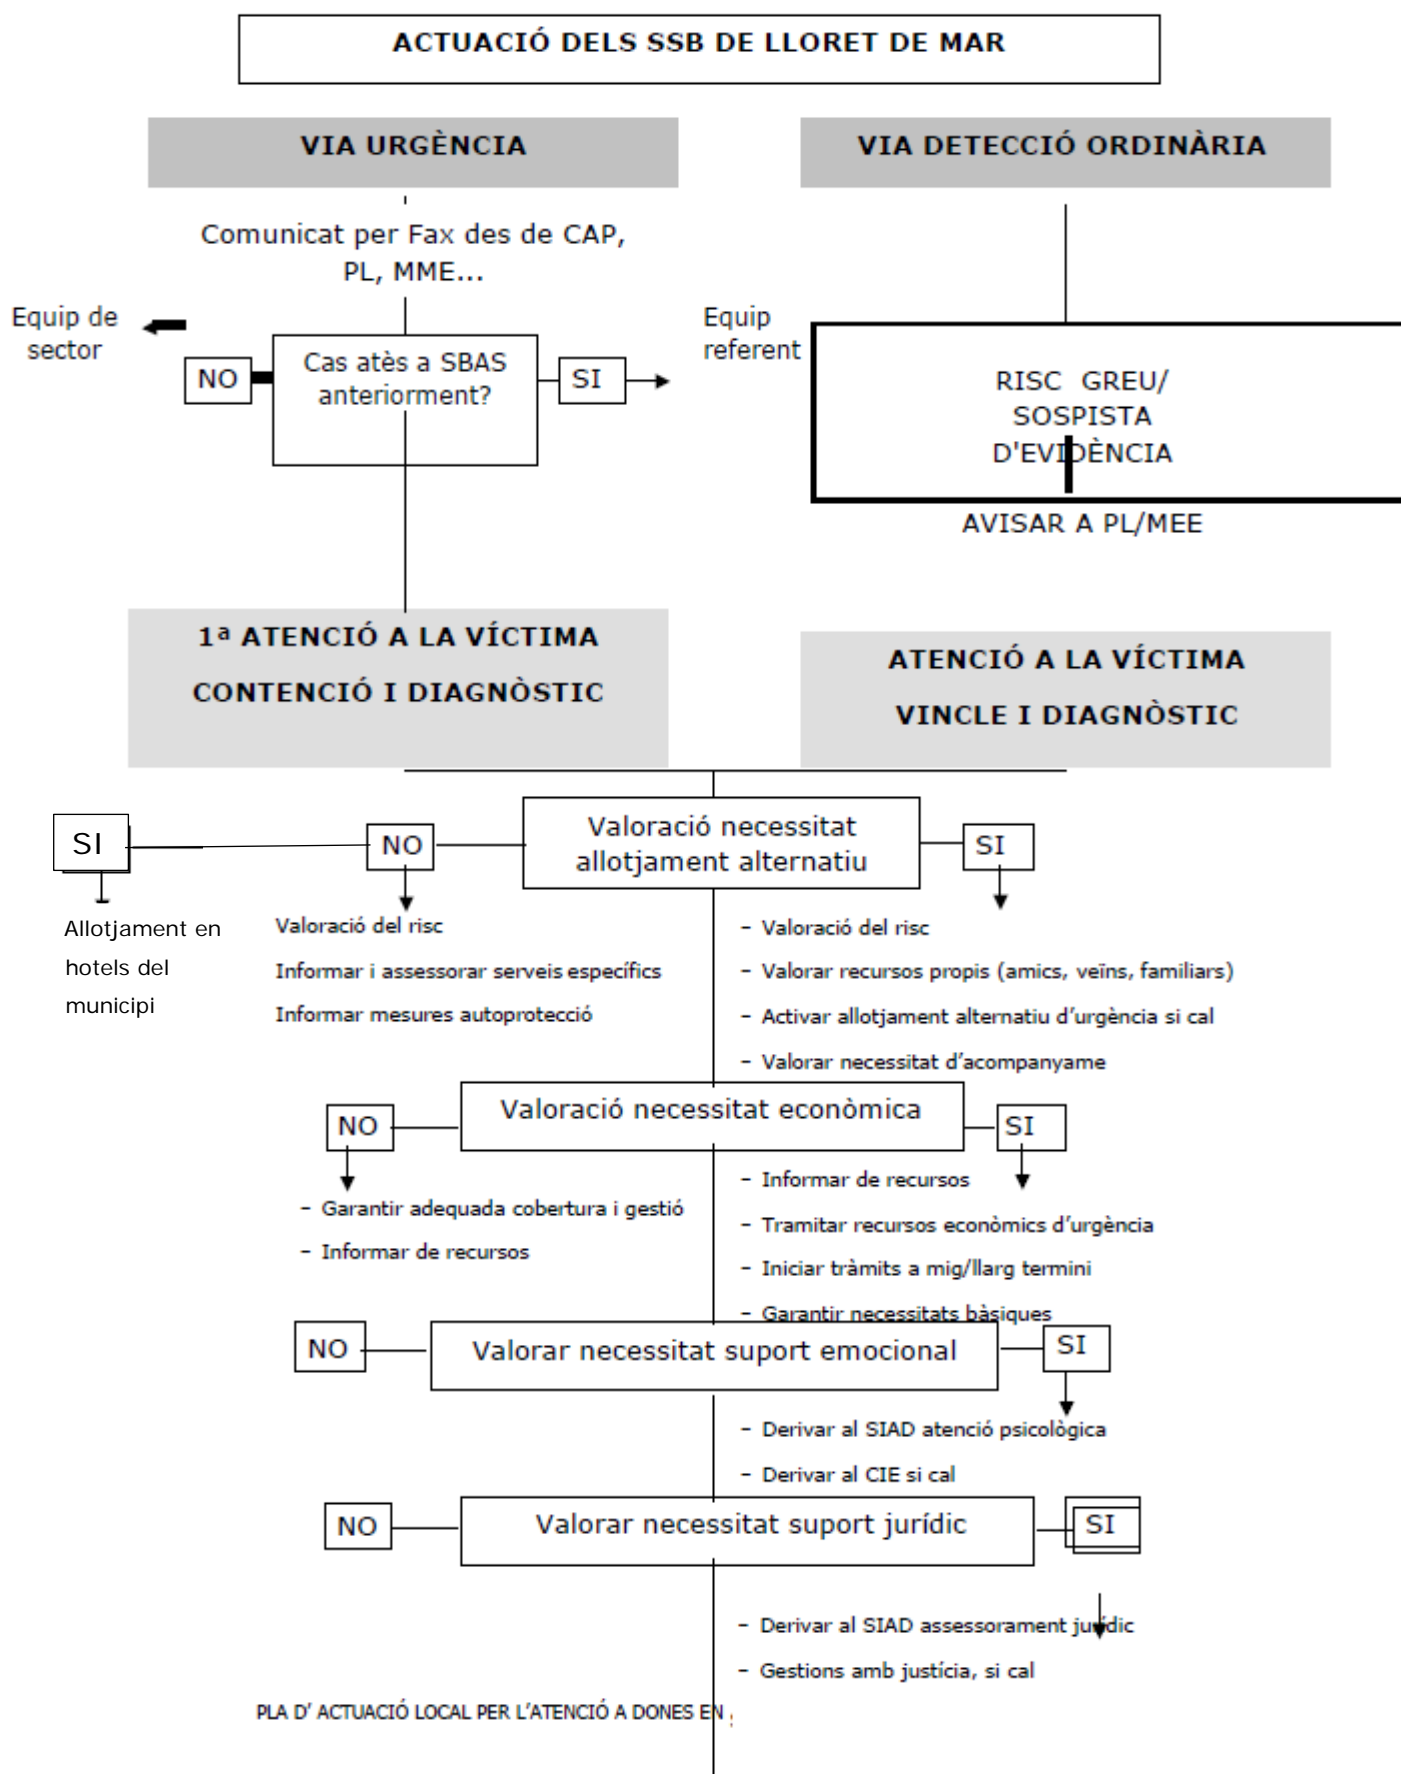 ACTUACIÓ DELS SSB DE LLORET DE MAR
VIA URGÈNCIA
VIA DETECCIÓ ORDINÀRIA
Comunicat per Fax des de CAP,
PL, MME...
Equip de
sector
NO
Cas atès a SBAS
anteriorment?
SI
Equip
referent
RISC GREU/
SOSPISTA
D'EVIDÈNCIA
AVISAR A PL/MEE
1ª ATENCIÓ A LA VÍCTIMA
CONTENCIÓ I DIAGNÒSTIC
ATENCIÓ A LA VÍCTIMA
VINCLE I DIAGNÒSTIC
SI
NO
Valoració necessitat
allotjament alternatiu
SI
Allotjament en
hotels del
municipi
Valoració del risc
Informar i assessorar serveis específics
Informar mesures autoprotecció
– Valoració del risc
– Valorar recursos propis (amics, veïns, familiars)
– Activar allotjament alternatiu d'urgència si cal
– Valorar necessitat d'acompanyame
NO
Valoració necessitat econòmica
SI
– Garantir adequada cobertura i gestió
– Informar de recursos
– Informar de recursos
– Tramitar recursos econòmics d'urgència
– Iniciar tràmits a mig/llarg termini
– Garantir necessitats bàsiques
NO
Valorar necessitat suport emocional
SI
– Derivar al SIAD atenció psicològica
– Derivar al CIE si cal
NO
Valorar necessitat suport jurídic
SI
– Derivar al SIAD assessorament jurídic
– Gestions amb justícia, si cal
PLA D' ACTUACIÓ LOCAL PER L'ATENCIÓ A DONES EN